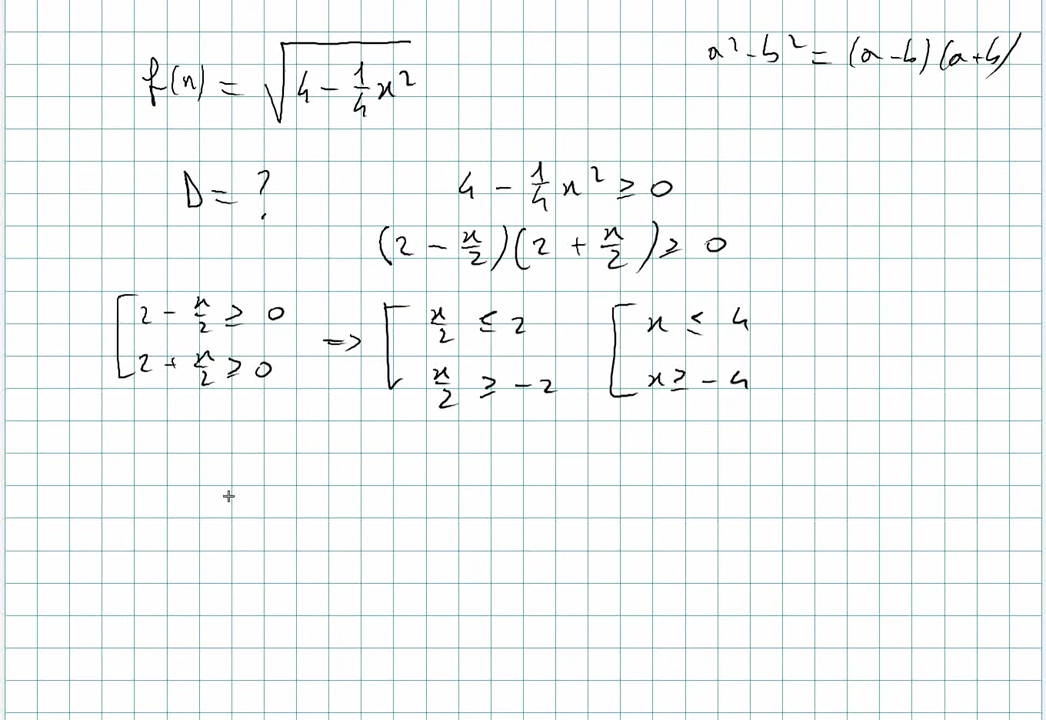 f(x) = √(4 - 1/4 x²)
a² - b² = (a - b)(a + b)
D = ?
4 - 1/4 x² ≥ 0
(2 - x/2)(2 + x/2) ≥ 0
[ 2 - x/2 ≥ 0 => [ x/2 ≤ 2 [ x ≤ 4
2 + x/2 ≥ 0 x/2 ≥ -2 x ≥ -4